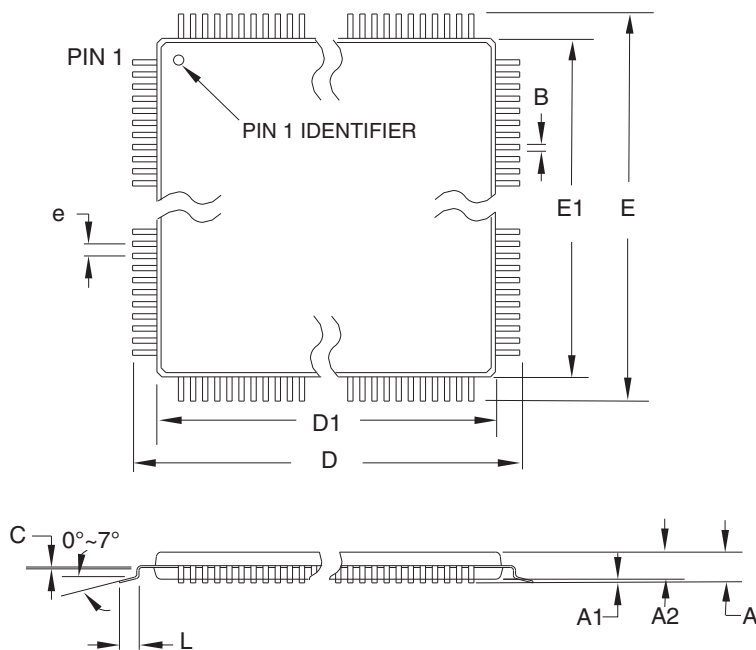 PIN 1
B
PIN 1 IDENTIFIER
e
E1
E
D1
D
C
0°~7°
A1
A2
A
L